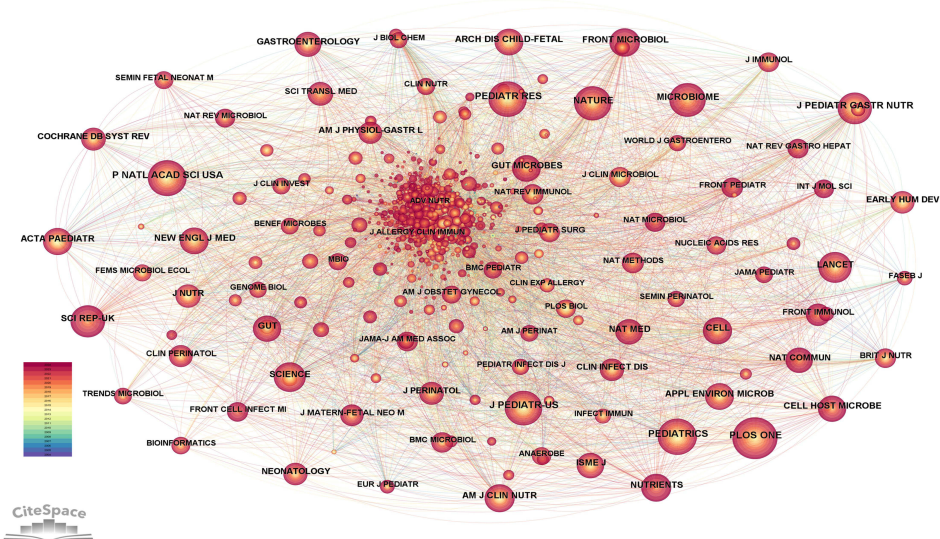 GASTROENTEROLOGY
J BIOL CHEM
ARCH DIS CHILD-FETAL
FRONT MICROBIOL
J IMMUNOL
SEMIN FETAL NEONAT M
SCI TRANSL MED
CLIN NUTR
PEDIATR RES
NATURE
MICROBIOME
J PEDIATR GASTR NUTR
NAT REV MICROBIOL
AM J PHYSIOL-GASTR L
COCHRANE DB SYST REV
WORLD J GASTROENTERO
NAT REV GASTRO HEPAT
P NATL ACAD SCI USA
J CLIN INVEST
GUT MICROBES
J CLIN MICROBIOL
NAT REV IMMUNOL
FRONT PEDIATR
INT J MOL SCI
EARLY HUM DEV
ADV NUTR
BENEF MICROBES
J ALLERGY CLIN IMMUN
J PEDIATR SURG
NAT MICROBIOL
ACTA PAEDIATR
NEW ENGL J MED
NUCLEIC ACIDS RES
MBIO
BMC PEDIATR
NAT METHODS
LANCET
FEMS MICROBIOL ECOL
JAMA PEDIATR
FASEB J
GENOME BIOL
J NUTR
AM J OBSTET GYNECOL
CLIN EXP ALLERGY
PLOS BIOL
SEMIN PERINATOL
FRONT IMMUNOL
SCI REP-UK
GUT
JAMA-J AM MED ASSOC
AM J PERINAT
NAT MED
CELL
CLIN PERINATOL
SCIENCE
PEDIATR INFECT DIS J
CLIN INFECT DIS
NAT COMMUN
BRIT J NUTR
TRENDS MICROBIOL
FRONT CELL INFECT MI
J MATERN-FETAL NEO M
J PERINATOL
J PEDIATR-US
INFECT IMMUN
APPL ENVIRON MICROB
CELL HOST MICROBE
BIOINFORMATICS
BMC MICROBIOL
PEDIATRICS
PLOS ONE
ANAEROBE
ISME J
NEONATOLOGY
EUR J PEDIATR
AM J CLIN NUTR
NUTRIENTS
CiteSpace